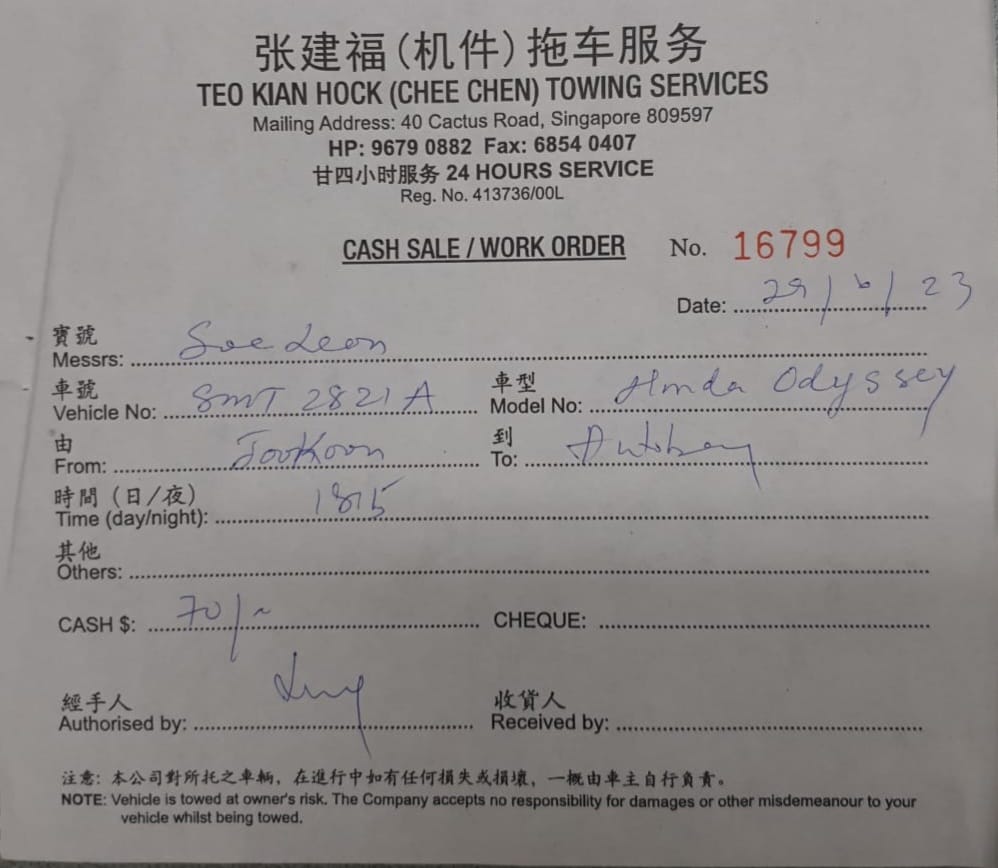 张建福(机件)拖车服务
TEO KIAN HOCK (CHEE CHEN) TOWING SERVICES
Mailing Address: 40 Cactus Road, Singapore 809597
HP: 9679 0882 Fax: 6854 0407
甘四小时服务 24 HOURS SERVICE
Reg. No. 413736/00L
CASH SALE / WORK ORDER No. 16799
Date: 29/6/23
寶號
Messrs: Soe Leon
車號 車型
Vehicle No: SMT 2821 A Model No: Honda Odyssey
由 到
From: JooKoon To: Autobay
時間 (日/夜)
Time (day/night): 1815
其他
Others:
CASH $: 70/~ CHEQUE:
經手人 收貨人
Authorised by: Received by:
注意: 本公司對所托之車輛，在進行中如有任何損失或損壞，一概由車主自行負責。
NOTE: Vehicle is towed at owner's risk. The Company accepts no responsibility for damages or other misdemeanour to your
vehicle whilst being towed.